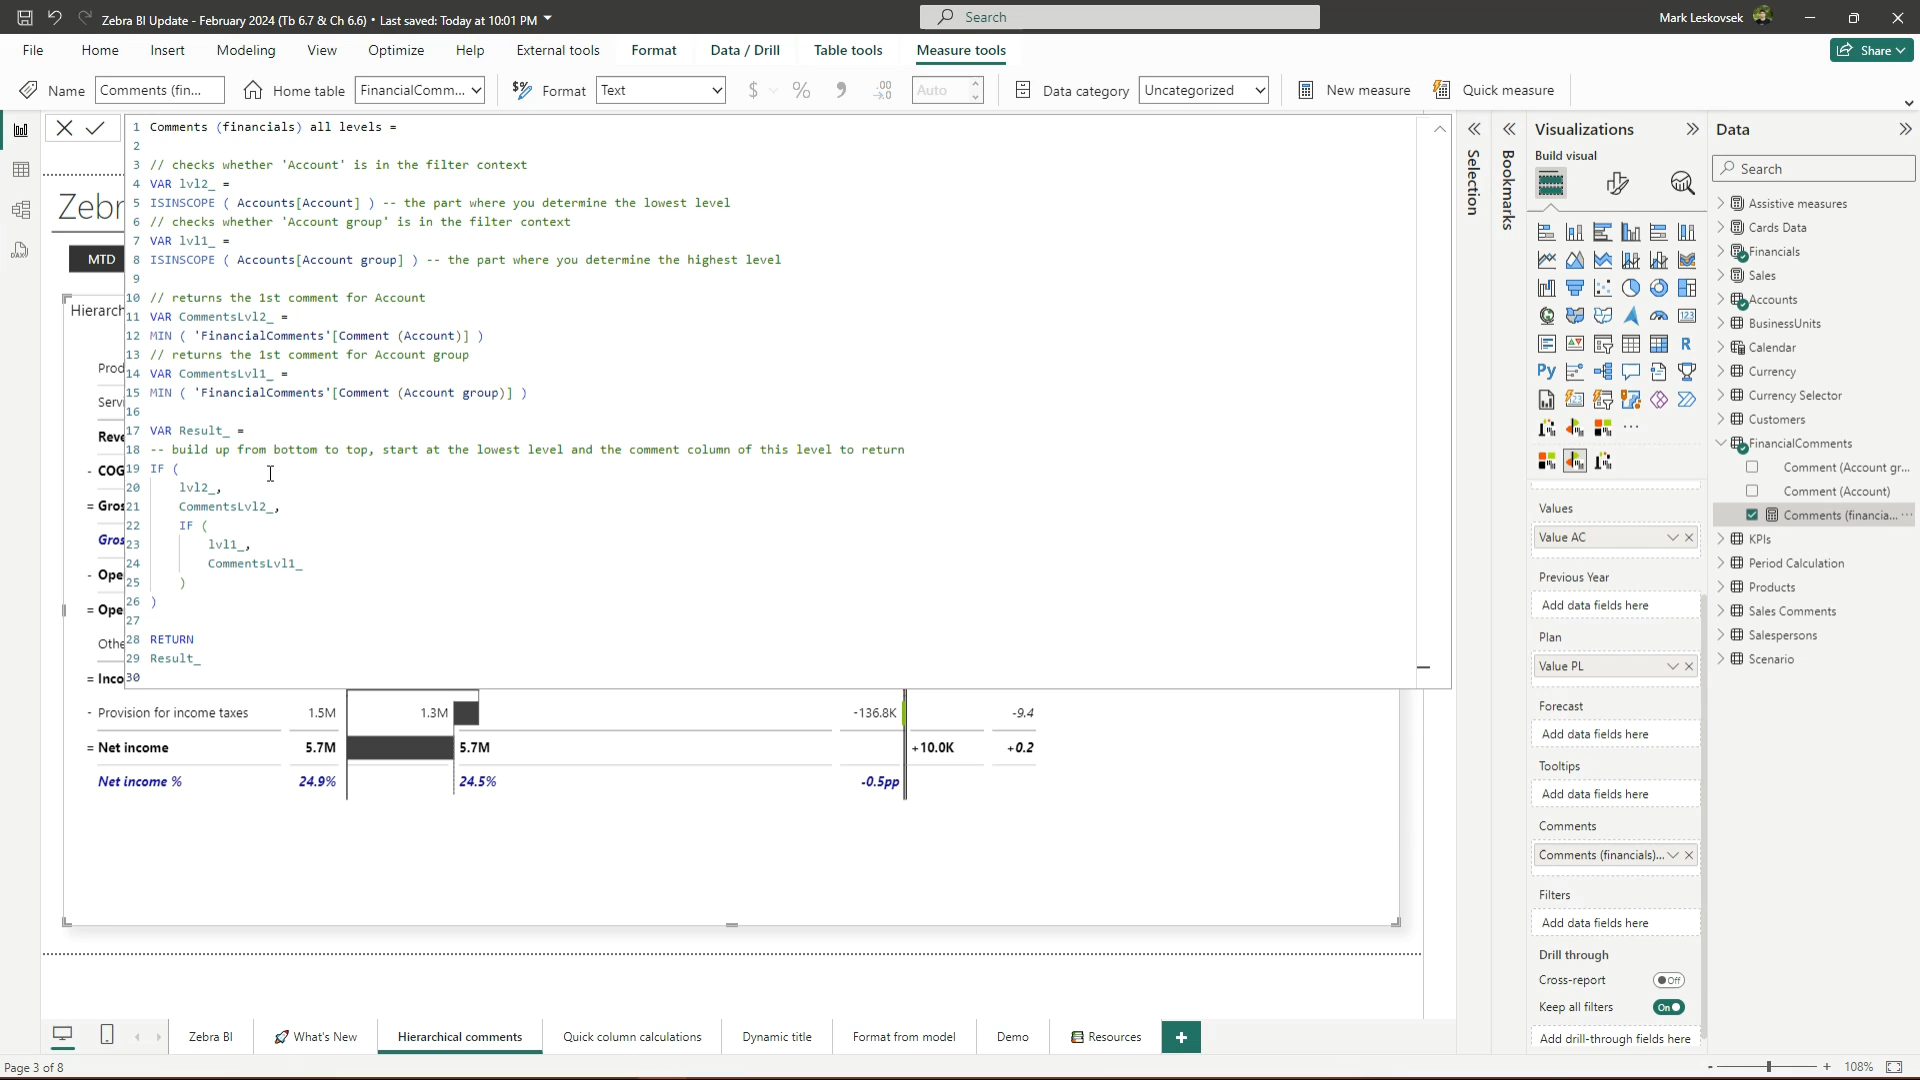 Zebra BI Update - February 2024 (Tb 6.7 & Ch 6.6) • Last saved: Today at 10:01 PM
Search
Mark Leskovsek
File Home Insert Modeling View Optimize Help External tools Format Data / Drill Table tools Measure tools
Share
Name Comments (fin... Home table FinancialComm... Format Text $ % Auto Data category Uncategorized New measure Quick measure
1 Comments (financials) all levels =
2
3 // checks whether 'Account' is in the filter context
4 VAR lvl2_ =
5 ISINSCOPE ( Accounts[Account] ) -- the part where you determine the lowest level
6 // checks whether 'Account group' is in the filter context
7 VAR lvl1_ =
8 ISINSCOPE ( Accounts[Account group] ) -- the part where you determine the highest level
9
10 // returns the 1st comment for Account
11 VAR CommentsLvl2_ =
12 MIN ( 'FinancialComments'[Comment (Account)] )
13 // returns the 1st comment for Account group
14 VAR CommentsLvl1_ =
15 MIN ( 'FinancialComments'[Comment (Account group)] )
16
17 VAR Result_ =
18 -- build up from bottom to top, start at the lowest level and the comment column of this level to return
19 IF (
20 lvl2_,
21 CommentsLvl2_,
22 IF (
23 lvl1_,
24 CommentsLvl1_
25 )
26 )
27
28 RETURN
29 Result_
30
Zebr
MTD
Hierarch
Prod
Servi
Reve
- COG
= Gros
Gros
- Ope
= Ope
Othe
= Inco
- Provision for income taxes 1.5M 1.3M -136.8K -9.4
= Net income 5.7M 5.7M +10.0K +0.2
Net income % 24.9% 24.5% -0.5pp
Selection
Bookmarks
Visualizations
Build visual
Values
Value AC
Previous Year
Add data fields here
Plan
Value PL
Forecast
Add data fields here
Tooltips
Add data fields here
Comments
Comments (financials)...
Filters
Add data fields here
Drill through
Cross-report Off
Keep all filters On
Add drill-through fields here
Data
Search
Assistive measures
Cards Data
Financials
Sales
Accounts
BusinessUnits
Calendar
Currency
Currency Selector
Customers
FinancialComments
Comment (Account gr...
Comment (Account)
Comments (financia...
KPIs
Period Calculation
Products
Sales Comments
Salespersons
Scenario
Zebra BI What's New Hierarchical comments Quick column calculations Dynamic title Format from model Demo Resources +
Page 3 of 8
- + 108%